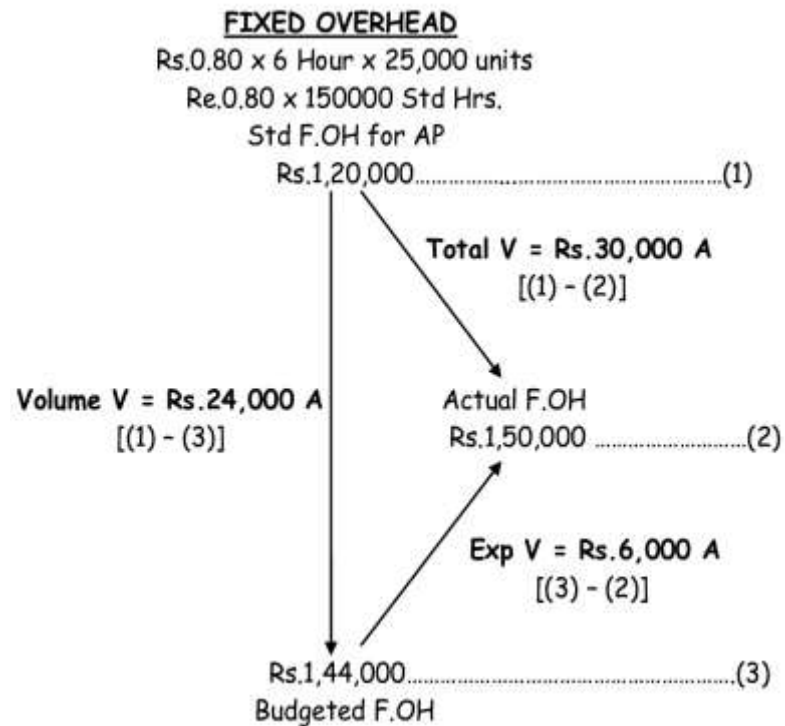 FIXED OVERHEAD
Rs.0.80 x 6 Hour x 25,000 units
Re.0.80 x 150000 Std Hrs.
Std F.OH for AP
Rs.1,20,000..........................................................(1)
Total V = Rs.30,000 A
[(1) - (2)]
Volume V = Rs.24,000 A
[(1) - (3)]
Actual F.OH
Rs.1,50,000 ............................(2)
Exp V = Rs.6,000 A
[(3) - (2)]
Rs.1,44,000............................................................(3)
Budgeted F.OH